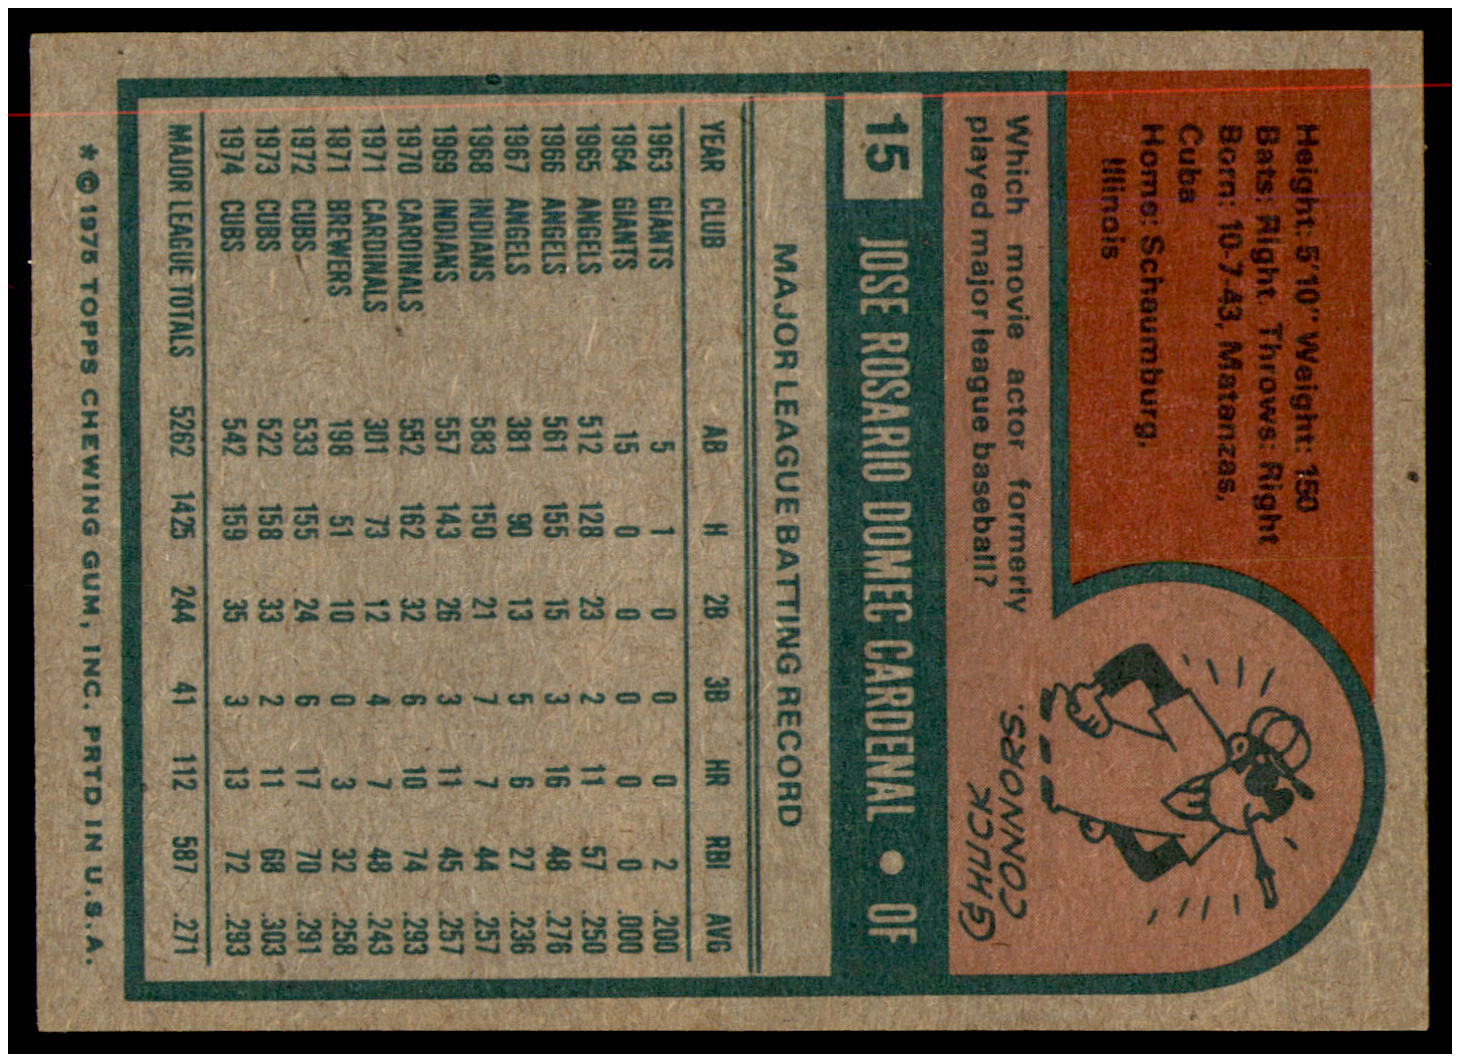 Height: 5'10" Weight: 150
Bats: Right. Throws: Right
Born: 10-7-43, Matanzas,
Cuba
Home: Schaumburg,
Illinois
Which movie actor formerly
played major league baseball?
CHUCK
CONNORS.
15 JOSE ROSARIO DOMEC CARDENAL • OF
MAJOR LEAGUE BATTING RECORD
YEAR CLUB AB H 2B 3B HR RBI AVG
1963 GIANTS 5 1 0 0 0 2 .200
1964 GIANTS 15 0 0 0 0 0 .000
1965 ANGELS 512 128 23 2 11 57 .250
1966 ANGELS 561 155 15 3 16 48 .276
1967 ANGELS 381 90 13 5 6 27 .236
1968 INDIANS 583 150 21 7 7 44 .257
1969 INDIANS 557 143 26 3 11 45 .257
1970 CARDINALS 552 162 32 6 10 74 .293
1971 CARDINALS 301 73 12 4 7 48 .243
1971 BREWERS 198 51 10 0 3 32 .258
1972 CUBS 533 155 24 6 17 70 .291
1973 CUBS 522 158 33 2 11 68 .303
1974 CUBS 542 159 35 3 13 72 .293
MAJOR LEAGUE TOTALS 5262 1425 244 41 112 587 .271
* © 1975 TOPPS CHEWING GUM, INC. PRTD IN U.S.A.